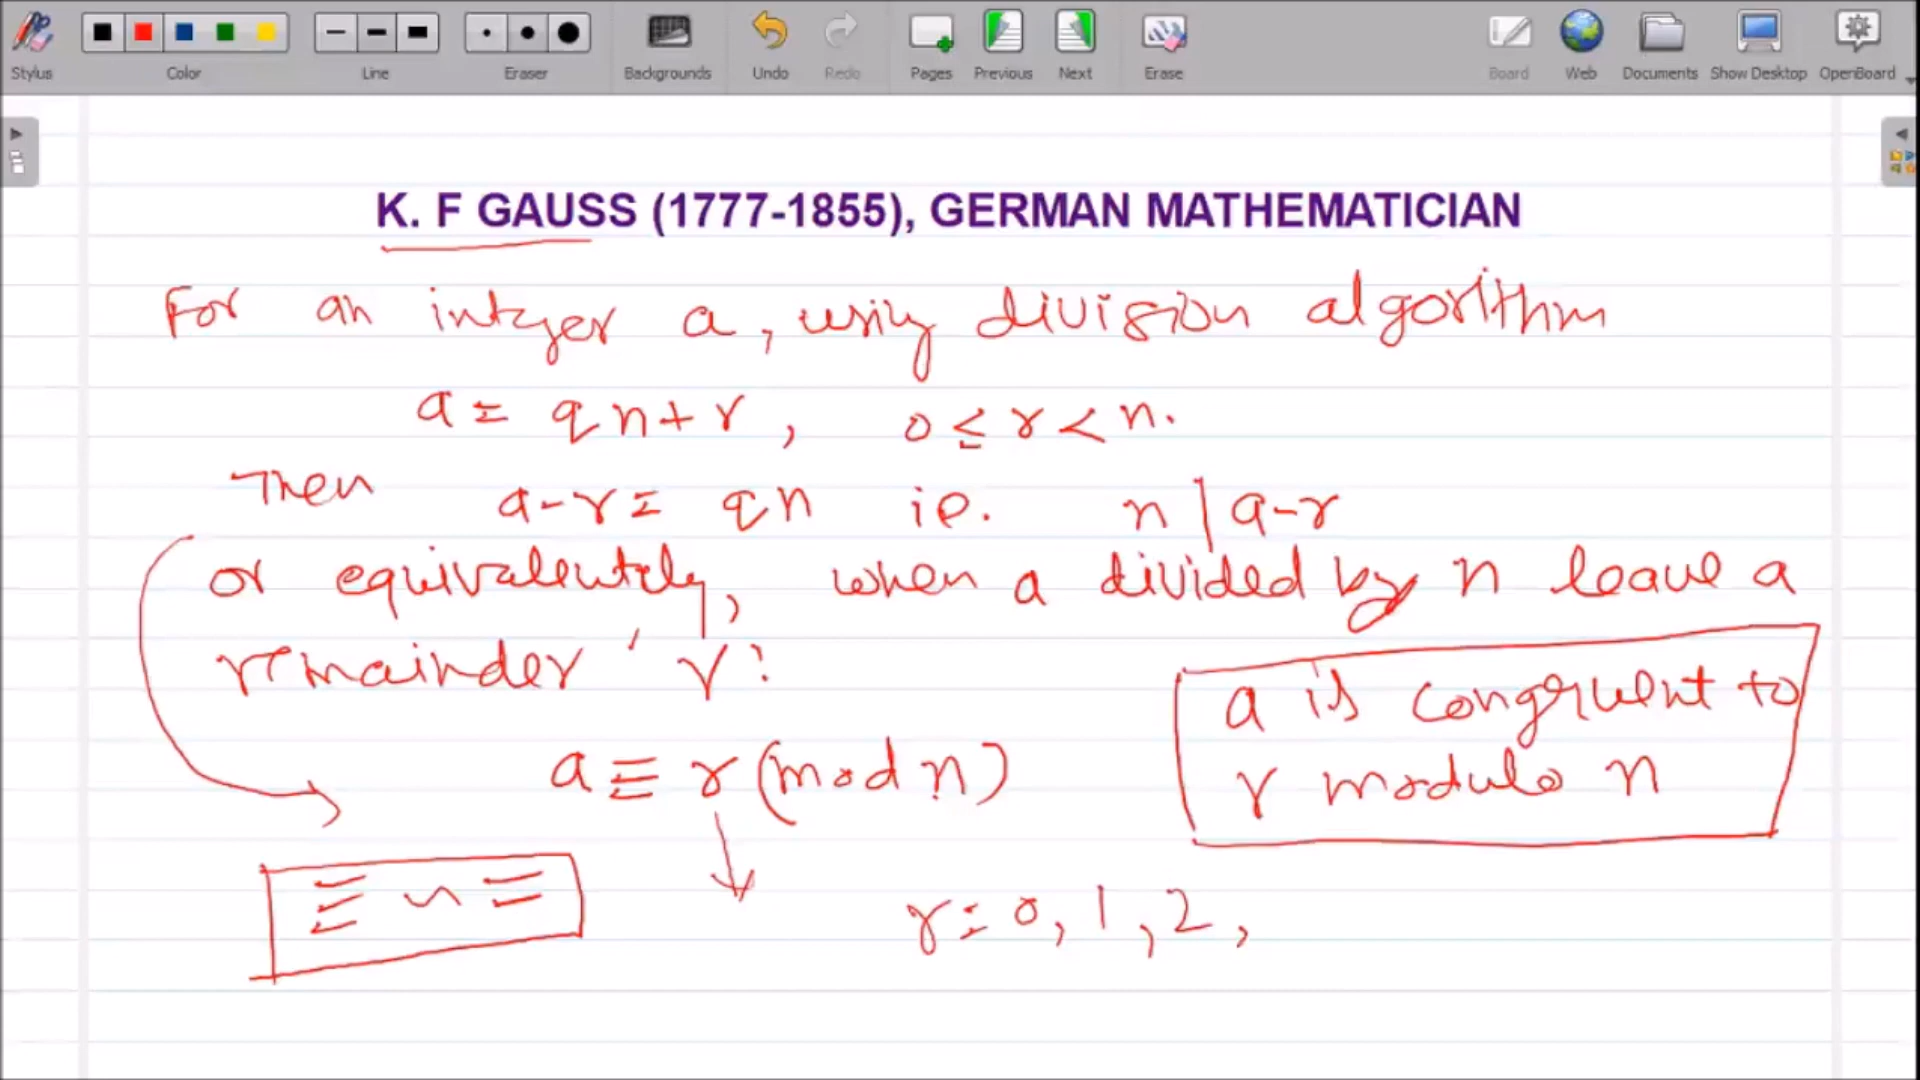 Stylus Color Line Eraser Backgrounds Undo Redo Pages Previous Next Erase Board Web Documents Show Desktop OpenBoard
K. F GAUSS (1777-1855), GERMAN MATHEMATICIAN
For an integer a, using division algorithm
a = qn+r, 0 ≤ r < n.
Then a-r = qn ie. n | a-r
or equivalently, when a divided by n leave a
remainder 'r'.
a ≡ r (mod n)
a is congruent to
r modulo n
≡ ~ =
r = 0, 1, 2,